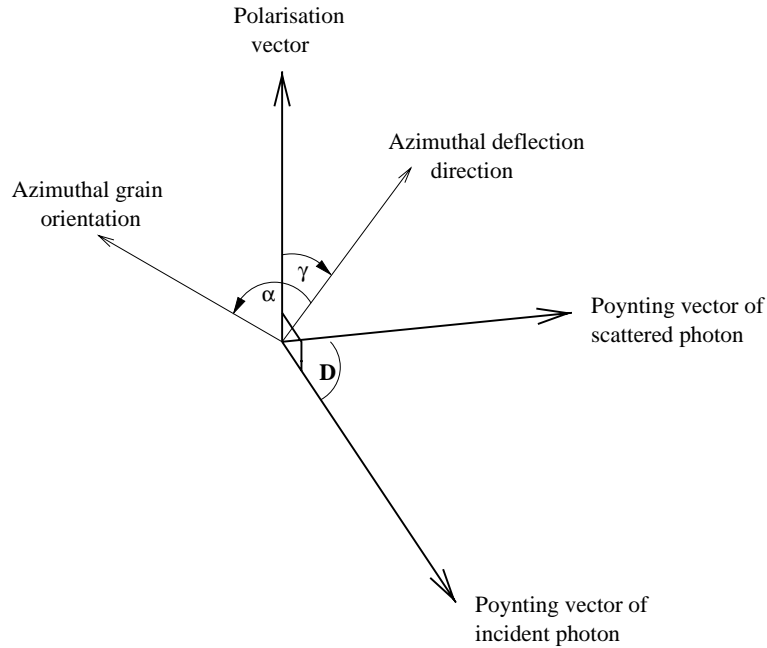 Polarisation
vector
Azimuthal deflection
direction
Azimuthal grain
orientation
γ
α
Poynting vector of
scattered photon
D
Poynting vector of
incident photon